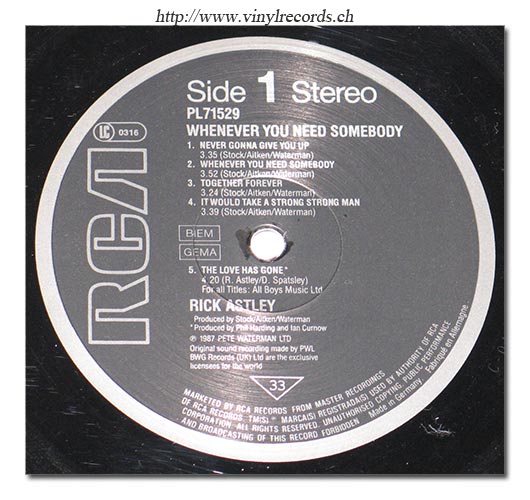 http://www.vinylrecords.ch
RCA
LC 0316
Side 1 Stereo
PL71529
WHENEVER YOU NEED SOMEBODY
1. NEVER GONNA GIVE YOU UP
3.35 (Stock/Aitken/Waterman)
2. WHENEVER YOU NEED SOMEBODY
3.52 (Stock/Aitken/Waterman)
3. TOGETHER FOREVER
3.24 (Stock/Aitken/Waterman)
4. IT WOULD TAKE A STRONG STRONG MAN
3.39 (Stock/Aitken/Waterman)
BIEM
GEMA
5. THE LOVE HAS GONE*
4.20 (R. Astley/D. Spatsley)
For all Titles: All Boys Music Ltd
RICK ASTLEY
Produced by Stock/Aitken/Waterman
* Produced by Phil Harding and Ian Curnow
℗ 1987 PETE WATERMAN LTD
Original sound recording made by PWL
BWG Records (UK) Ltd are the exclusive
licensees for the world
33
MARKETED BY RCA RECORDS FROM MASTER RECORDINGS
OF RCA RECORDS. TM(S) ® MARCA(S) REGISTRADA(S) USED BY AUTHORITY OF RCA
CORPORATION. ALL RIGHTS RESERVED. UNAUTHORISED COPYING, PUBLIC PERFORMANCE
AND BROADCASTING OF THIS RECORD FORBIDDEN
Made in Germany. Fabriqué en Allemagne